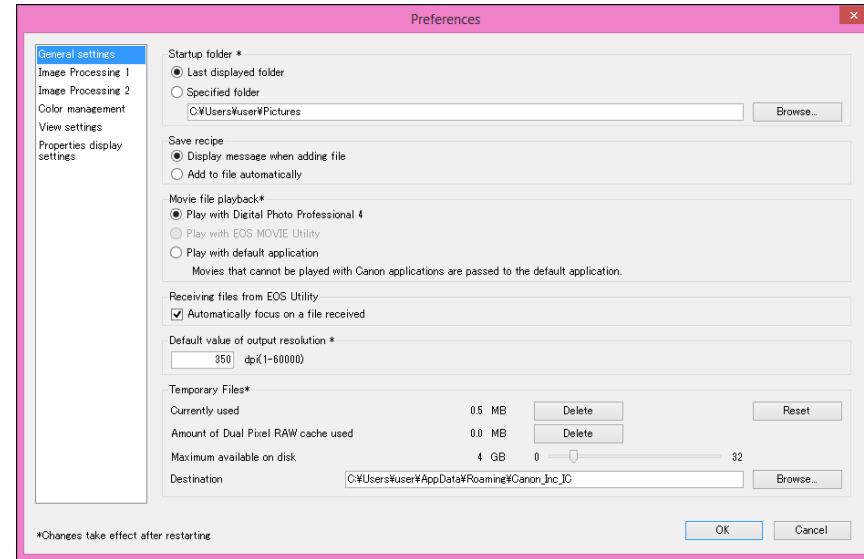 Preferences
General settings
Image Processing 1
Image Processing 2
Color management
View settings
Properties display
settings
Startup folder *
Last displayed folder
Specified folder
C:¥Users¥user¥Pictures Browse...
Save recipe
Display message when adding file
Add to file automatically
Movie file playback*
Play with Digital Photo Professional 4
Play with EOS MOVIE Utility
Play with default application
Movies that cannot be played with Canon applications are passed to the default application.
Receiving files from EOS Utility
Automatically focus on a file received
Default value of output resolution *
350 dpi(1-60000)
Temporary Files*
Currently used 0.5 MB Delete Reset
Amount of Dual Pixel RAW cache used 0.0 MB Delete
Maximum available on disk 4 GB 0 32
Destination C:¥Users¥user¥AppData¥Roaming¥Canon_Inc_IC Browse...
*Changes take effect after restarting
OK Cancel